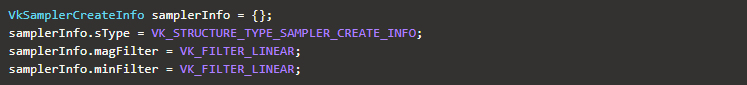 VkSamplerCreateInfo samplerInfo = {};
samplerInfo.sType = VK_STRUCTURE_TYPE_SAMPLER_CREATE_INFO;
samplerInfo.magFilter = VK_FILTER_LINEAR;
samplerInfo.minFilter = VK_FILTER_LINEAR;